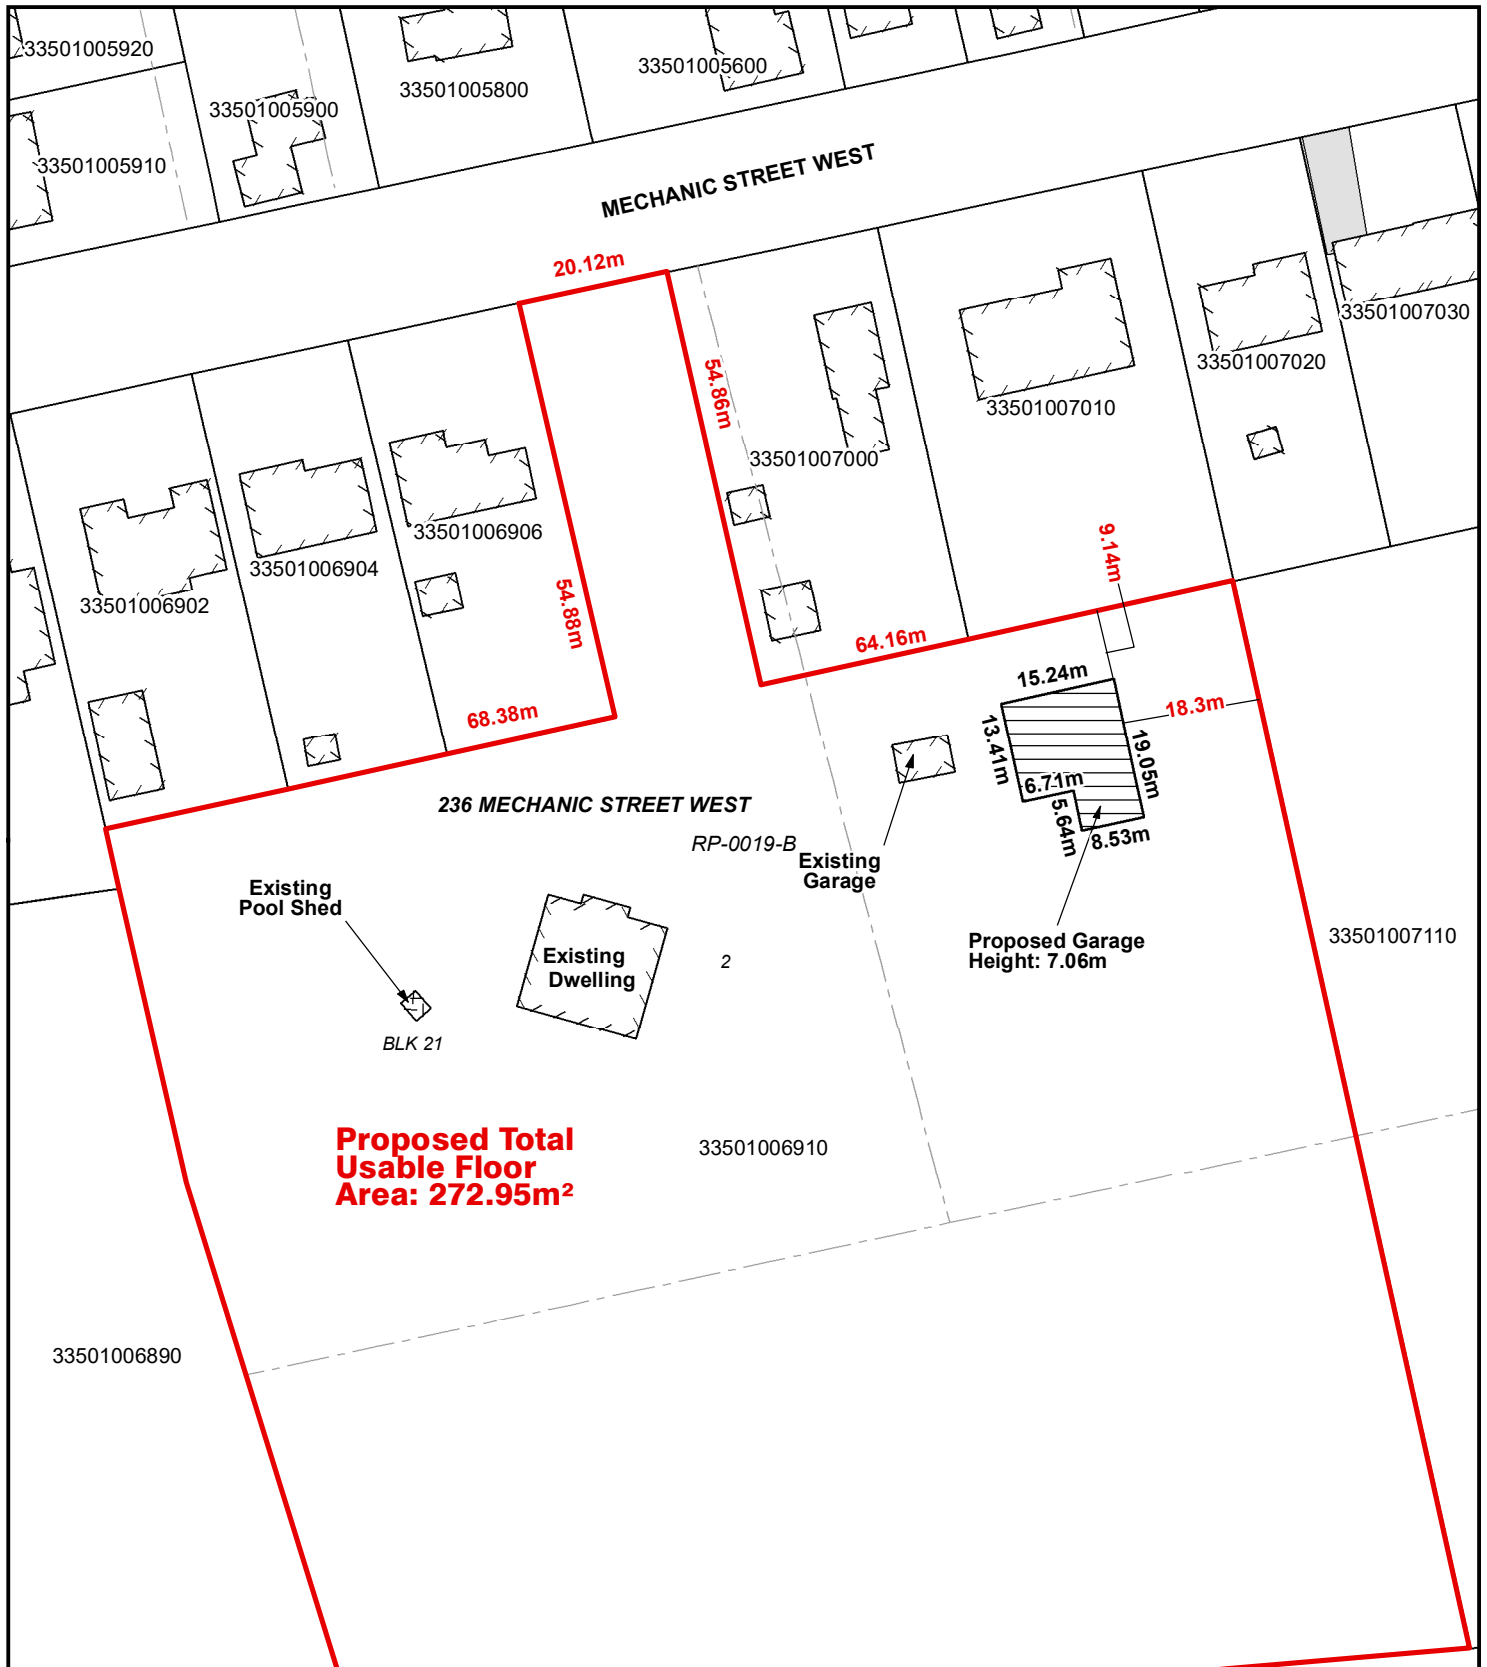 33501005920
33501005800
33501005600
33501005900
33501005910
MECHANIC STREET WEST
20.12m
33501007030
33501007020
54.86m
33501007010
33501007000
33501006906
33501006904
33501006902
9.14m
54.88m
64.16m
15.24m
18.3m
68.38m
13.41m
19.05m
6.71m
5.64m
8.53m
236 MECHANIC STREET WEST
RP-0019-B
Existing
Garage
Existing
Pool Shed
Existing
Dwelling
2
Proposed Garage
Height: 7.06m
33501007110
BLK 21
Proposed Total
Usable Floor
Area: 272.95m²
33501006910
33501006890